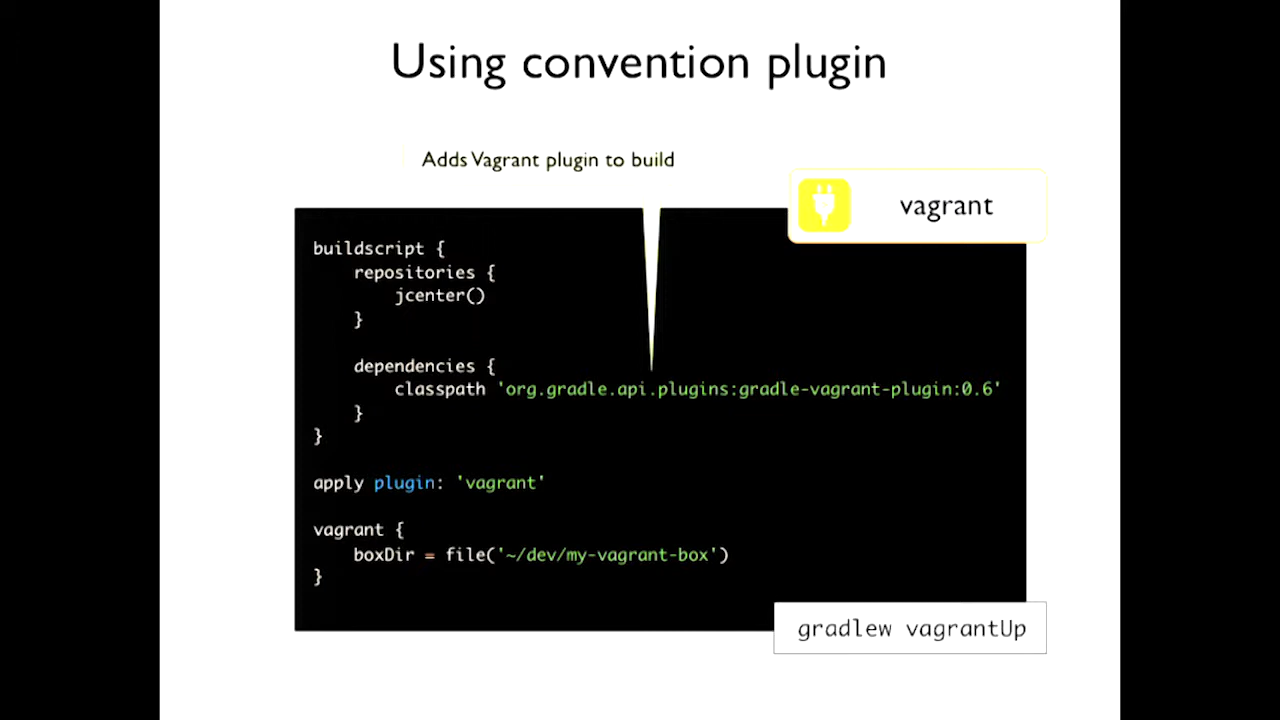 Using convention plugin
Adds Vagrant plugin to build
vagrant
buildscript {
    repositories {
        jcenter()
    }

    dependencies {
        classpath 'org.gradle.api.plugins:gradle-vagrant-plugin:0.6'
    }
}

apply plugin: 'vagrant'

vagrant {
    boxDir = file('~/dev/my-vagrant-box')
}
gradlew vagrantUp